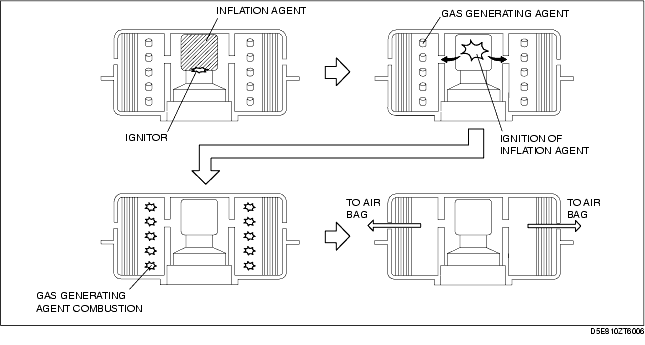 INFLATION AGENT
GAS GENERATING AGENT
IGNITOR
IGNITION OF
INFLATION AGENT
TO AIR
BAG
TO AIR
BAG
GAS GENERATING
AGENT COMBUSTION
D5E810ZT6006